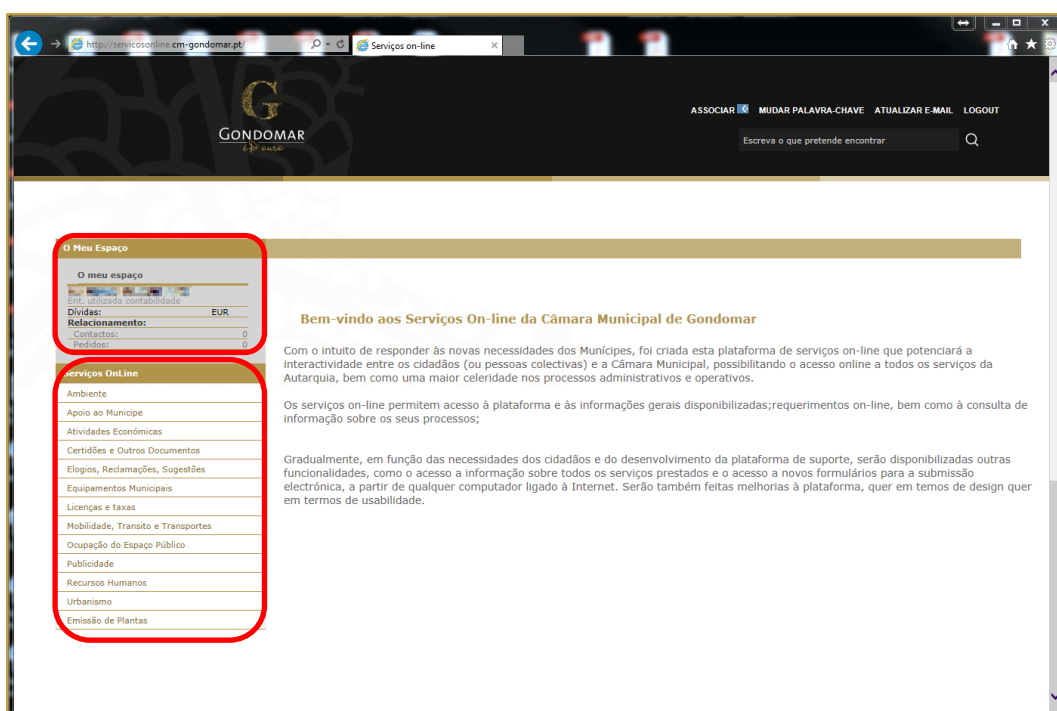 http://servicosonline.cm-gondomar.pt/
Serviços on-line
G
GONDOMAR
é D'ouro
ASSOCIAR MUDAR PALAVRA-CHAVE ATUALIZAR E-MAIL LOGOUT
Escreva o que pretende encontrar
O Meu Espaço
O meu espaço
Ent. utilizada contabilidade
Dívidas: EUR
Relacionamento:
Contactos: 0
Pedidos: 0
Serviços OnLine
Ambiente
Apoio ao Municipe
Atividades Económicas
Certidões e Outros Documentos
Elogios, Reclamações, Sugestões
Equipamentos Municipais
Licenças e taxas
Mobilidade, Transito e Transportes
Ocupação do Espaço Público
Publicidade
Recursos Humanos
Urbanismo
Emissão de Plantas
Bem-vindo aos Serviços On-line da Câmara Municipal de Gondomar
Com o intuito de responder às novas necessidades dos Munícipes, foi criada esta plataforma de serviços on-line que potenciará a
interactividade entre os cidadãos (ou pessoas colectivas) e a Câmara Municipal, possibilitando o acesso online a todos os serviços da
Autarquia, bem como uma maior celeridade nos processos administrativos e operativos.
Os serviços on-line permitem acesso à plataforma e às informações gerais disponibilizadas;requerimentos on-line, bem como à consulta de
informação sobre os seus processos;
Gradualmente, em função das necessidades dos cidadãos e do desenvolvimento da plataforma de suporte, serão disponibilizadas outras
funcionalidades, como o acesso a informação sobre todos os serviços prestados e o acesso a novos formulários para a submissão
electrónica, a partir de qualquer computador ligado à Internet. Serão também feitas melhorias à plataforma, quer em temos de design quer
em termos de usabilidade.